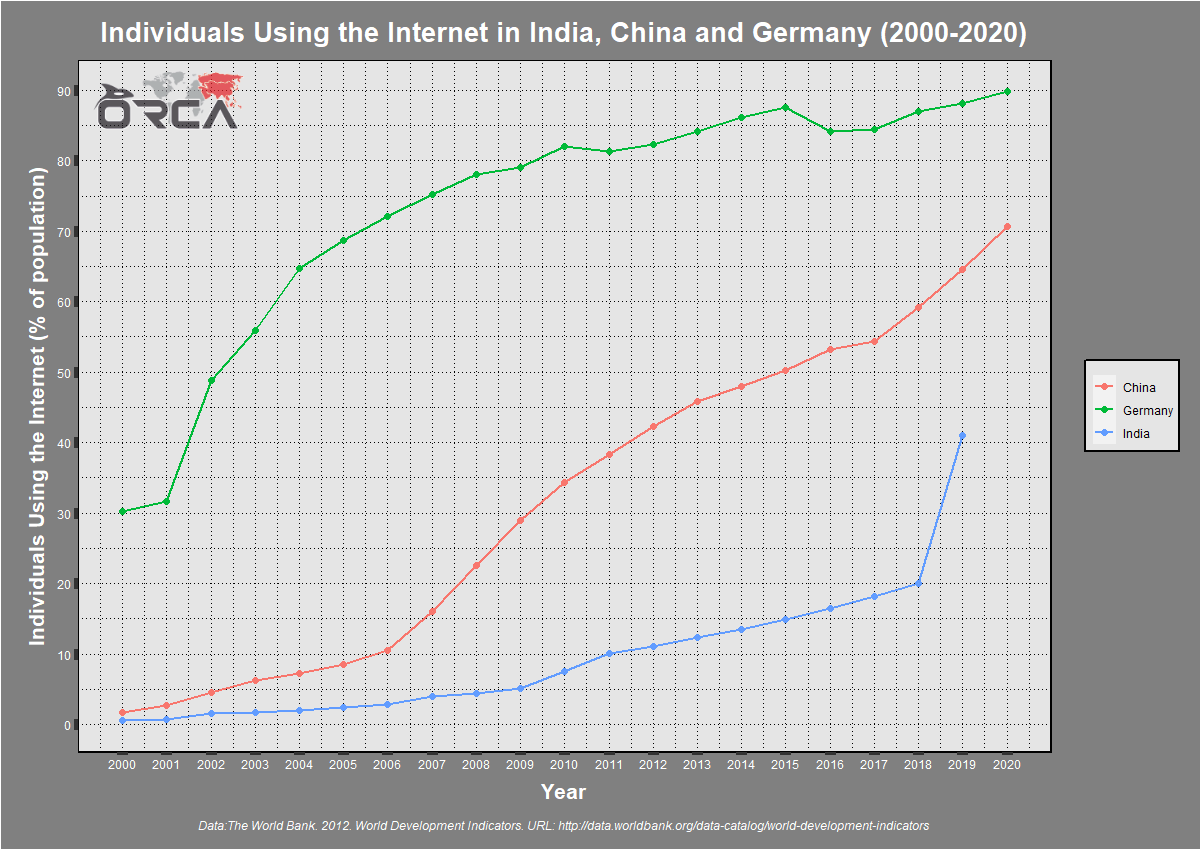 Individuals Using the Internet in India, China and Germany (2000-2020)
ORCA
Individuals Using the Internet (% of population)
90
80
70
60
50
40
30
20
10
0
2000 2001 2002 2003 2004 2005 2006 2007 2008 2009 2010 2011 2012 2013 2014 2015 2016 2017 2018 2019 2020
Year
China
Germany
India
Data:The World Bank. 2012. World Development Indicators. URL: http://data.worldbank.org/data-catalog/world-development-indicators